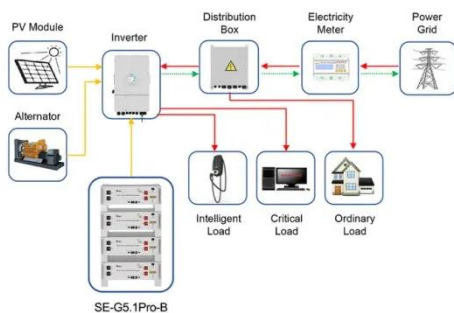 PV Module
Inverter
Distribution
Box
Electricity
Meter
Power
Grid
Alternator
Intelligent
Load
Critical
Load
Ordinary
Load
SE-G5.1Pro-B